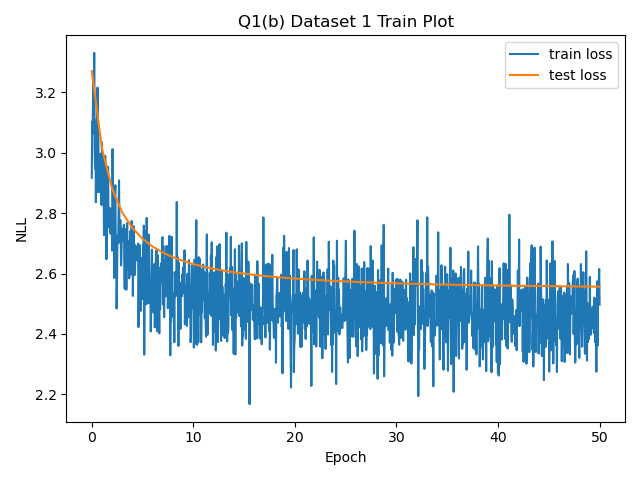 Q1(b) Dataset 1 Train Plot
train loss
test loss
3.2
3.0
2.8
2.6
2.4
2.2
NLL
0 10 20 30 40 50
Epoch